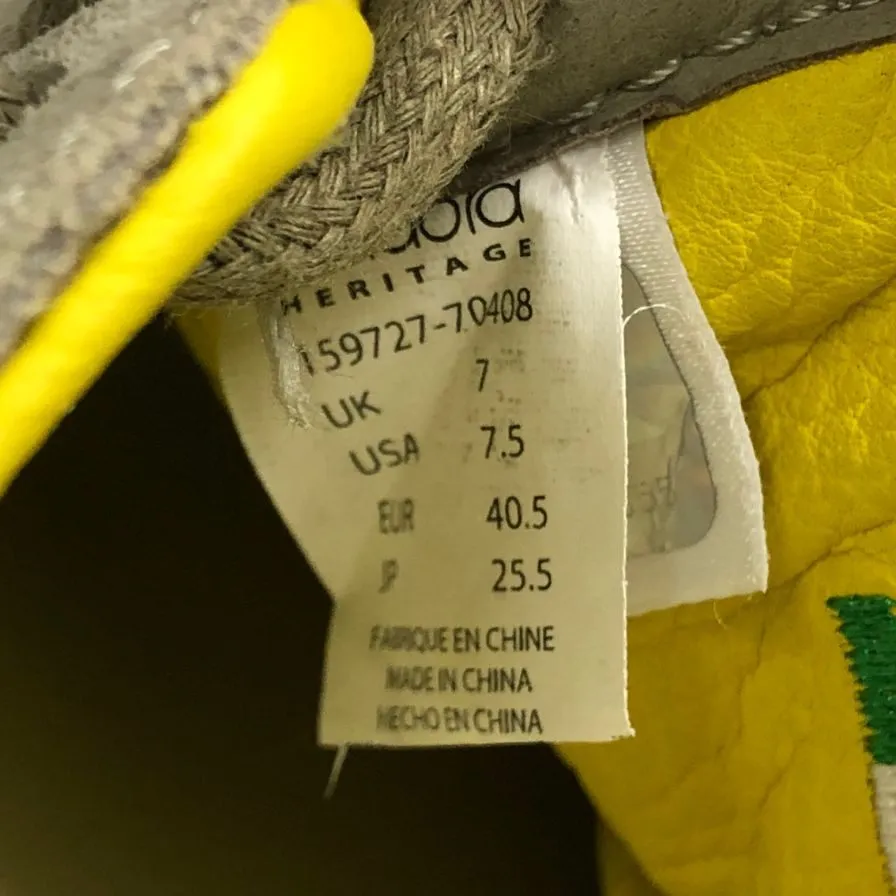 HERITAGE
159727-70408
UK 7
USA 7.5
EUR 40.5
JP 25.5
FABRIQUE EN CHINE
MADE IN CHINA
HECHO EN CHINA